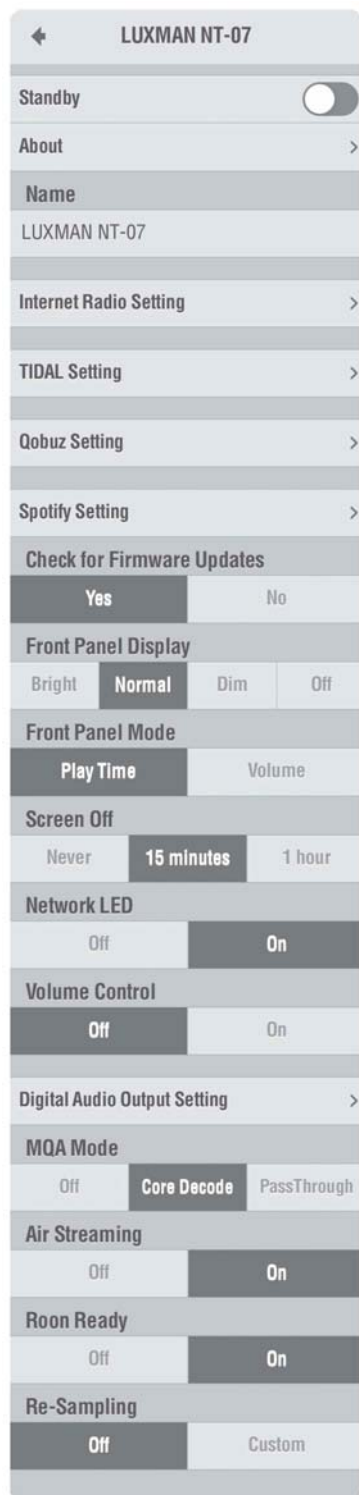 LUXMAN NT-07
Standby
About
Name
LUXMAN NT-07
Internet Radio Setting
TIDAL Setting
Qobuz Setting
Spotify Setting
Check for Firmware Updates
Yes No
Front Panel Display
Bright Normal Dim Off
Front Panel Mode
Play Time Volume
Screen Off
Never 15 minutes 1 hour
Network LED
Off On
Volume Control
Off On
Digital Audio Output Setting
MQA Mode
Off Core Decode PassThrough
Air Streaming
Off On
Roon Ready
Off On
Re-Sampling
Off Custom